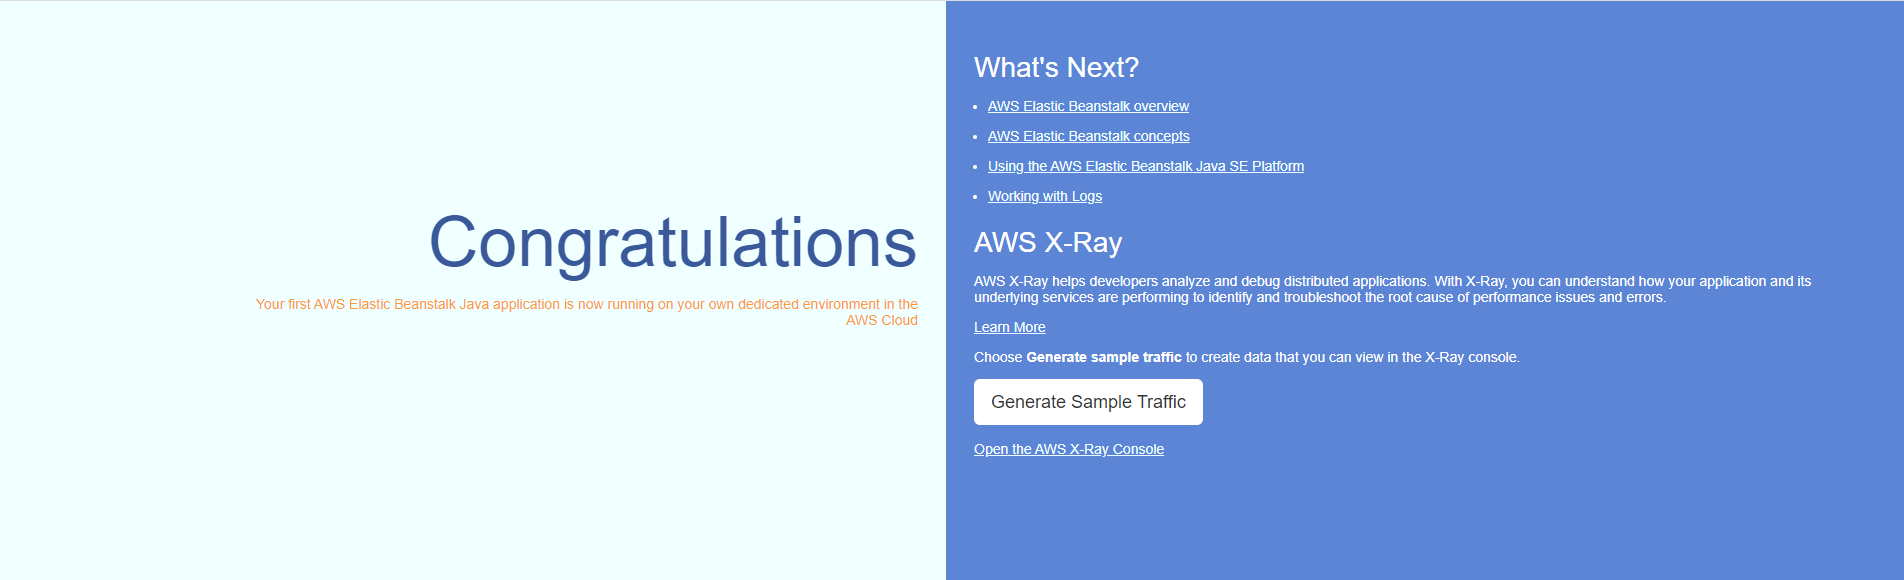 Congratulations
Your first AWS Elastic Beanstalk Java application is now running on your own dedicated environment in the
AWS Cloud
What's Next?
AWS Elastic Beanstalk overview
AWS Elastic Beanstalk concepts
Using the AWS Elastic Beanstalk Java SE Platform
Working with Logs
AWS X-Ray
AWS X-Ray helps developers analyze and debug distributed applications. With X-Ray, you can understand how your application and its
underlying services are performing to identify and troubleshoot the root cause of performance issues and errors.
Learn More
Choose Generate sample traffic to create data that you can view in the X-Ray console.
Generate Sample Traffic
Open the AWS X-Ray Console